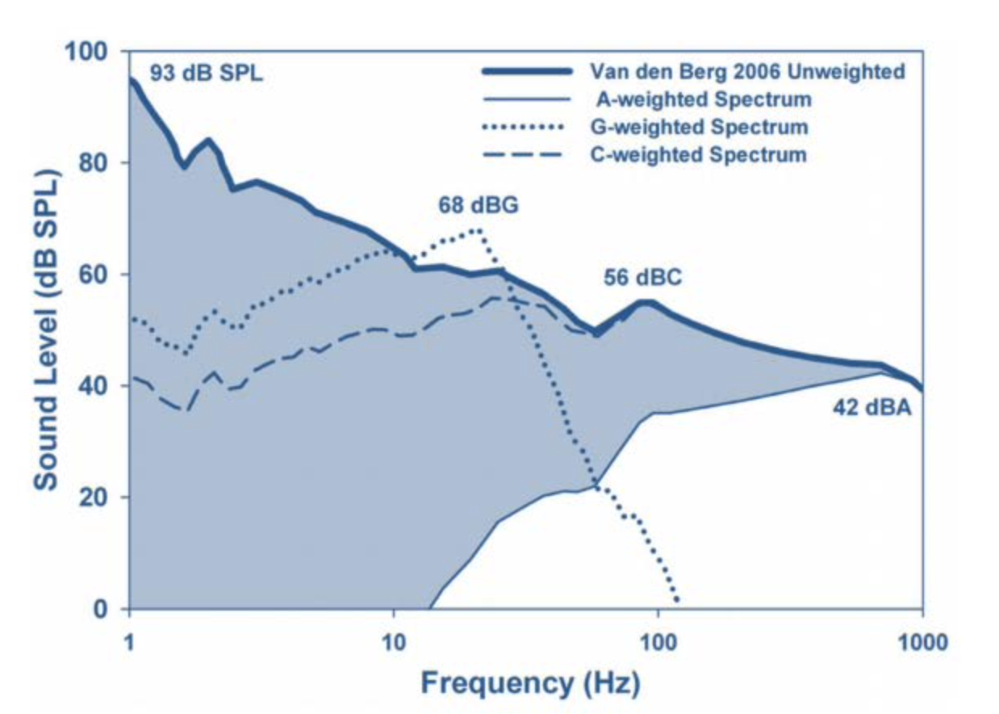 100
93 dB SPL
Van den Berg 2006 Unweighted
A-weighted Spectrum
G-weighted Spectrum
C-weighted Spectrum
80
68 dBG
60
56 dBC
40
42 dBA
20
0
Sound Level (dB SPL)
1
10
100
1000
Frequency (Hz)